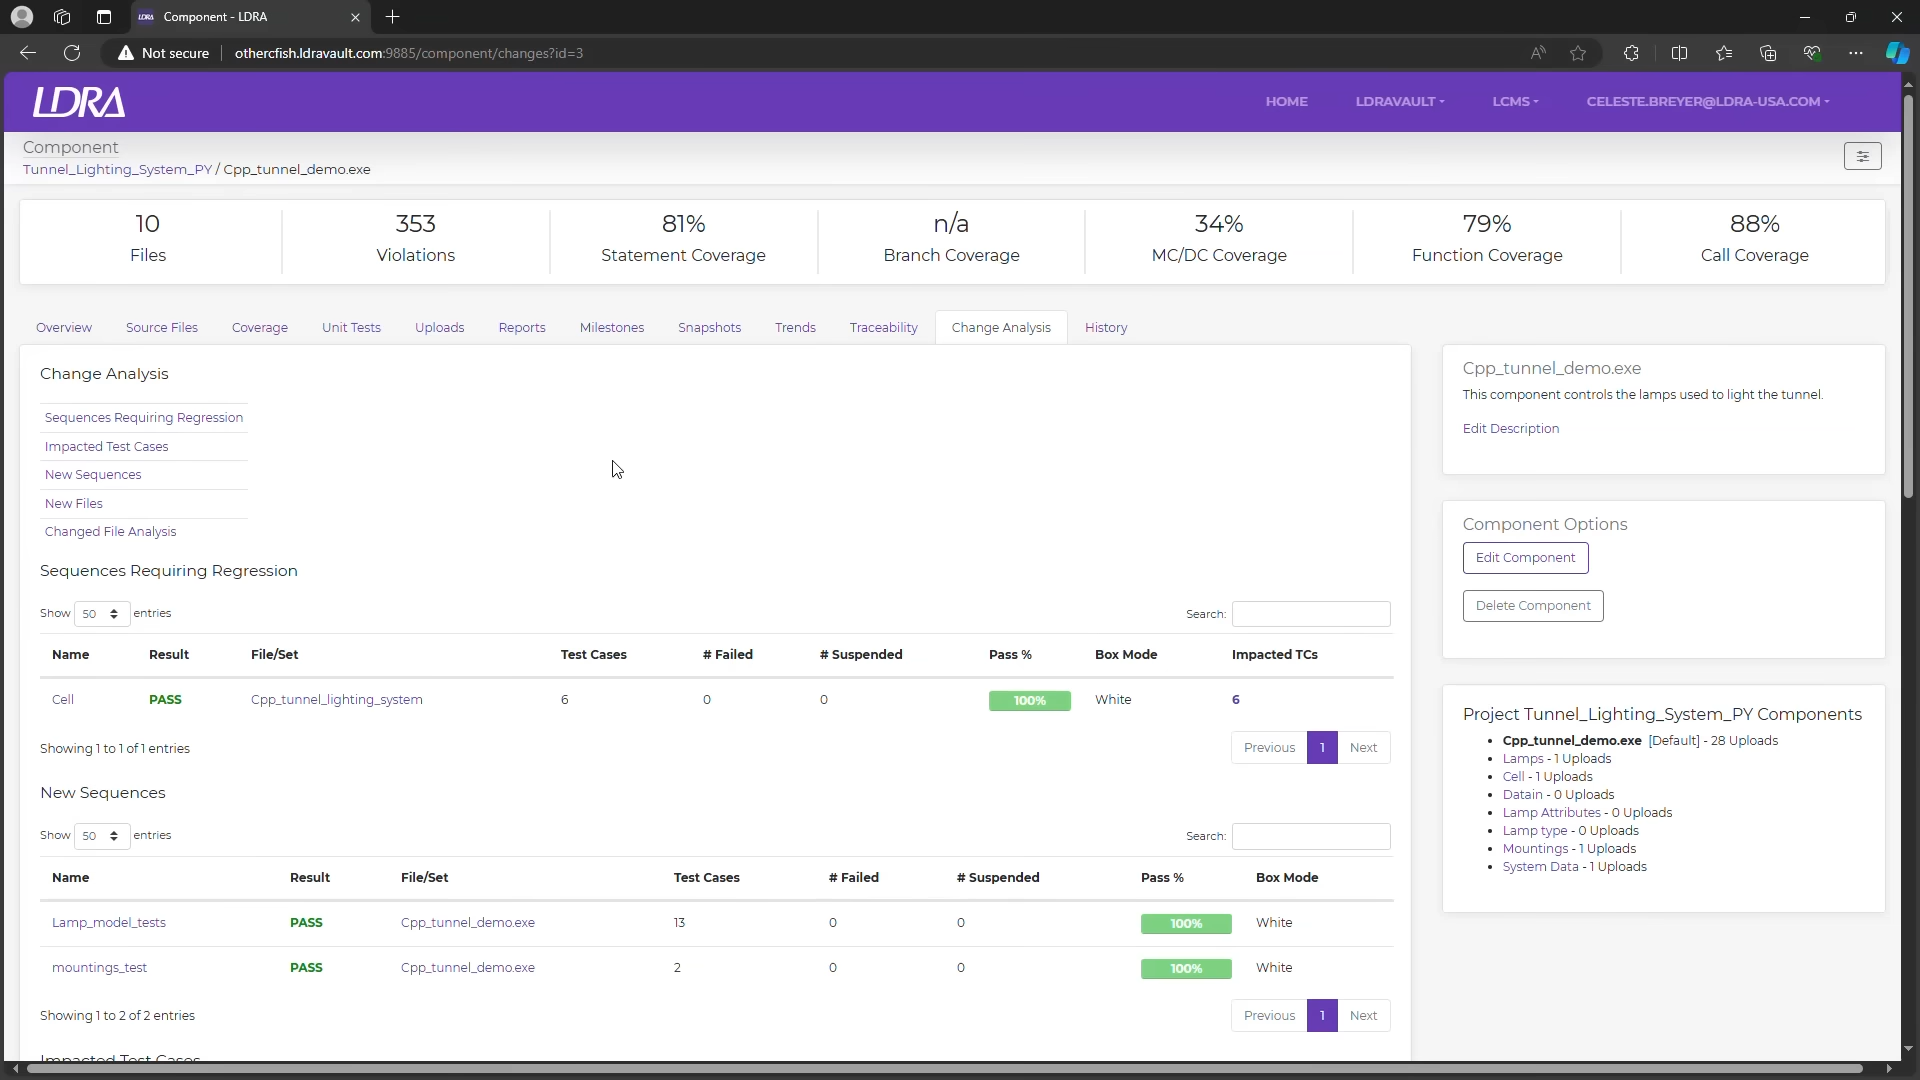 LDRA Component - LDRA
Not secure othercfish.ldravault.com:9885/component/changes?id=3
LDRA HOME LDRAVAULT LCMS CELESTE.BREYER@LDRA-USA.COM
Component
Tunnel_Lighting_System_PY / Cpp_tunnel_demo.exe
10 353 81% n/a 34% 79% 88%
Files Violations Statement Coverage Branch Coverage MC/DC Coverage Function Coverage Call Coverage
Overview Source Files Coverage Unit Tests Uploads Reports Milestones Snapshots Trends Traceability Change Analysis History
Change Analysis
Sequences Requiring Regression
Impacted Test Cases
New Sequences
New Files
Changed File Analysis
Sequences Requiring Regression
Show 50 entries Search:
Name Result File/Set Test Cases # Failed # Suspended Pass % Box Mode Impacted TCs
Cell PASS Cpp_tunnel_lighting_system 6 0 0 100% White 6
Showing 1 to 1 of 1 entries Previous 1 Next
New Sequences
Show 50 entries Search:
Name Result File/Set Test Cases # Failed # Suspended Pass % Box Mode
Lamp_model_tests PASS Cpp_tunnel_demo.exe 13 0 0 100% White
mountings_test PASS Cpp_tunnel_demo.exe 2 0 0 100% White
Showing 1 to 2 of 2 entries Previous 1 Next
Impacted Test Cases
Cpp_tunnel_demo.exe
This component controls the lamps used to light the tunnel.
Edit Description
Component Options
Edit Component
Delete Component
Project Tunnel_Lighting_System_PY Components
• Cpp_tunnel_demo.exe [Default] - 28 Uploads
• Lamps - 1 Uploads
• Cell - 1 Uploads
• Datain - 0 Uploads
• Lamp Attributes - 0 Uploads
• Lamp type - 0 Uploads
• Mountings - 1 Uploads
• System Data - 1 Uploads